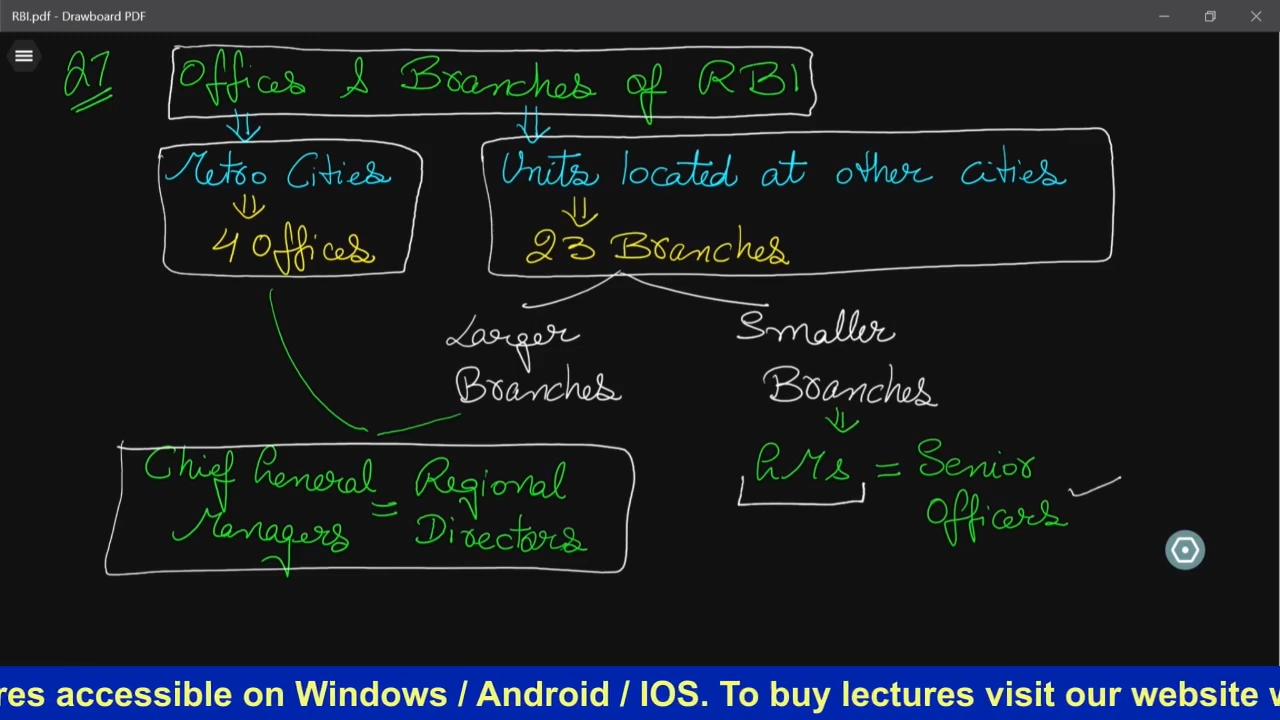 RBI.pdf - Drawboard PDF
27 Offices & Branches of RBI
Metro Cities
4 Offices
Units located at other cities
23 Branches
Larger
Branches
Smaller
Branches
Chief General
Managers
=
Regional
Directors
GMs = Senior
Officers
res accessible on Windows / Android / IOS. To buy lectures visit our website w